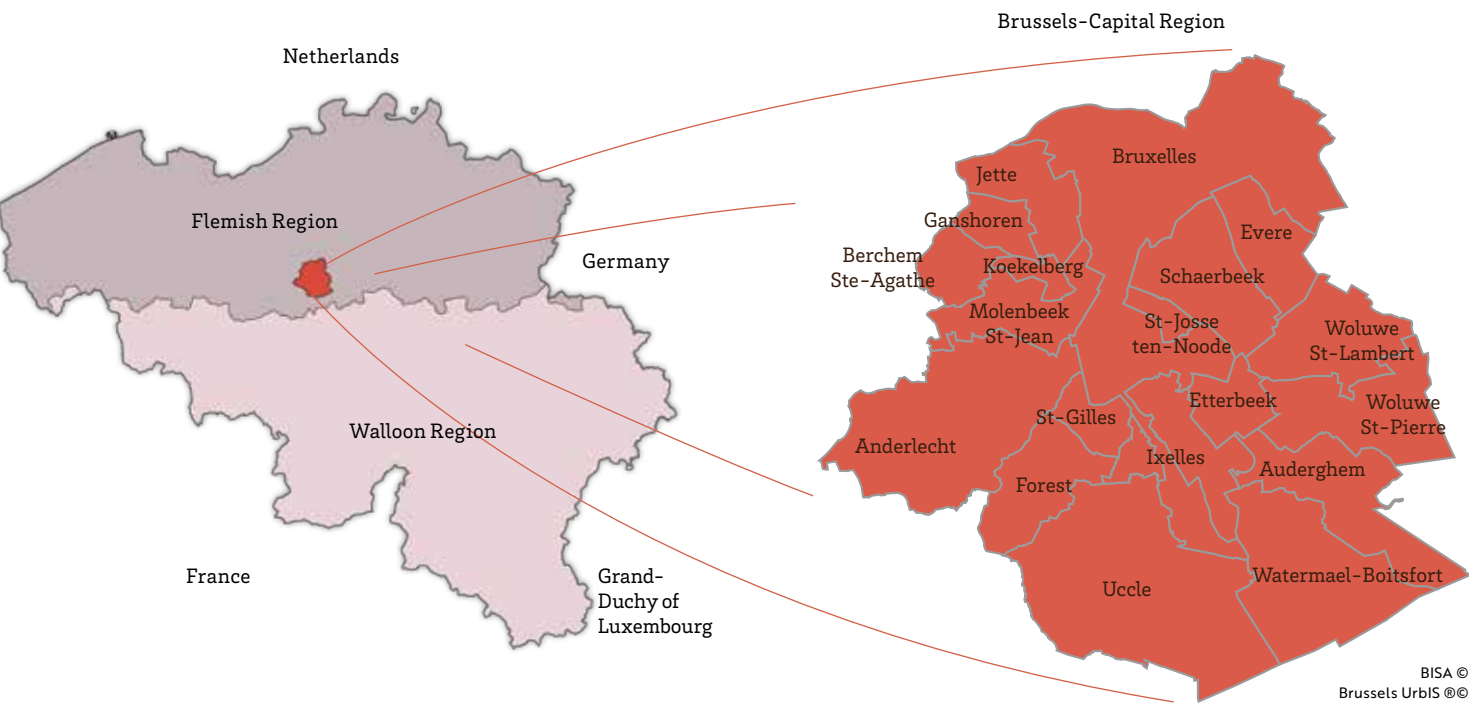 Brussels-Capital Region
Netherlands
Flemish Region
Germany
Walloon Region
France
Grand-
Duchy of
Luxembourg
Bruxelles
Jette
Ganshoren
Evere
Berchem
Ste-Agathe
Koekelberg
Schaerbeek
Molenbeek
St-Jean
St-Josse
ten-Noode
Woluwe
St-Lambert
Etterbeek
Woluwe
St-Pierre
St-Gilles
Anderlecht
Ixelles
Auderghem
Forest
Uccle
Watermael-Boitsfort
BISA ©
Brussels UrbIS ®©